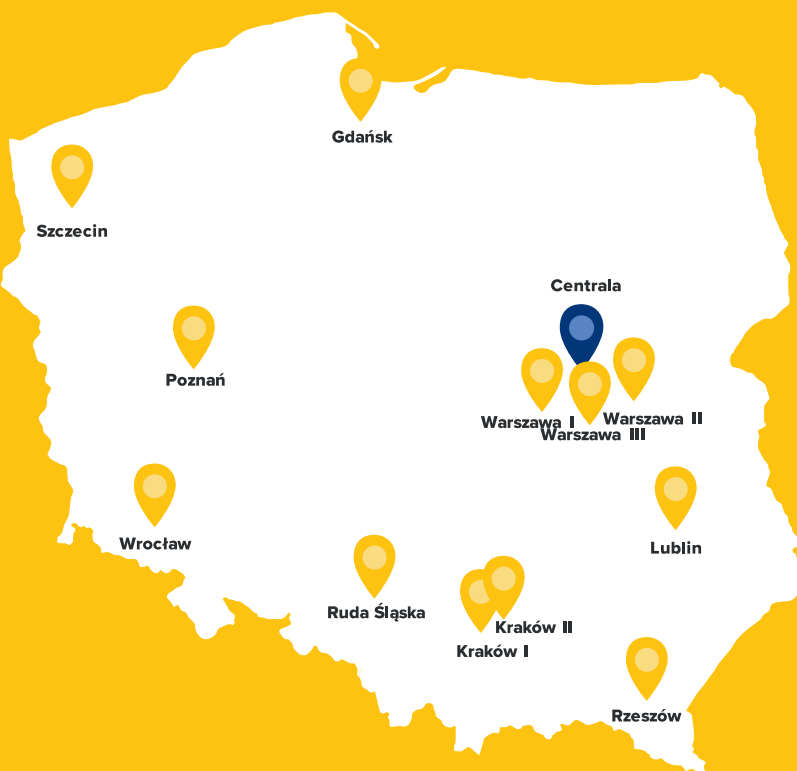 Gdańsk
Szczecin
Centrala
Poznań
Warszawa I
Warszawa II
Warszawa III
Wrocław
Lublin
Ruda Śląska
Kraków II
Kraków I
Rzeszów